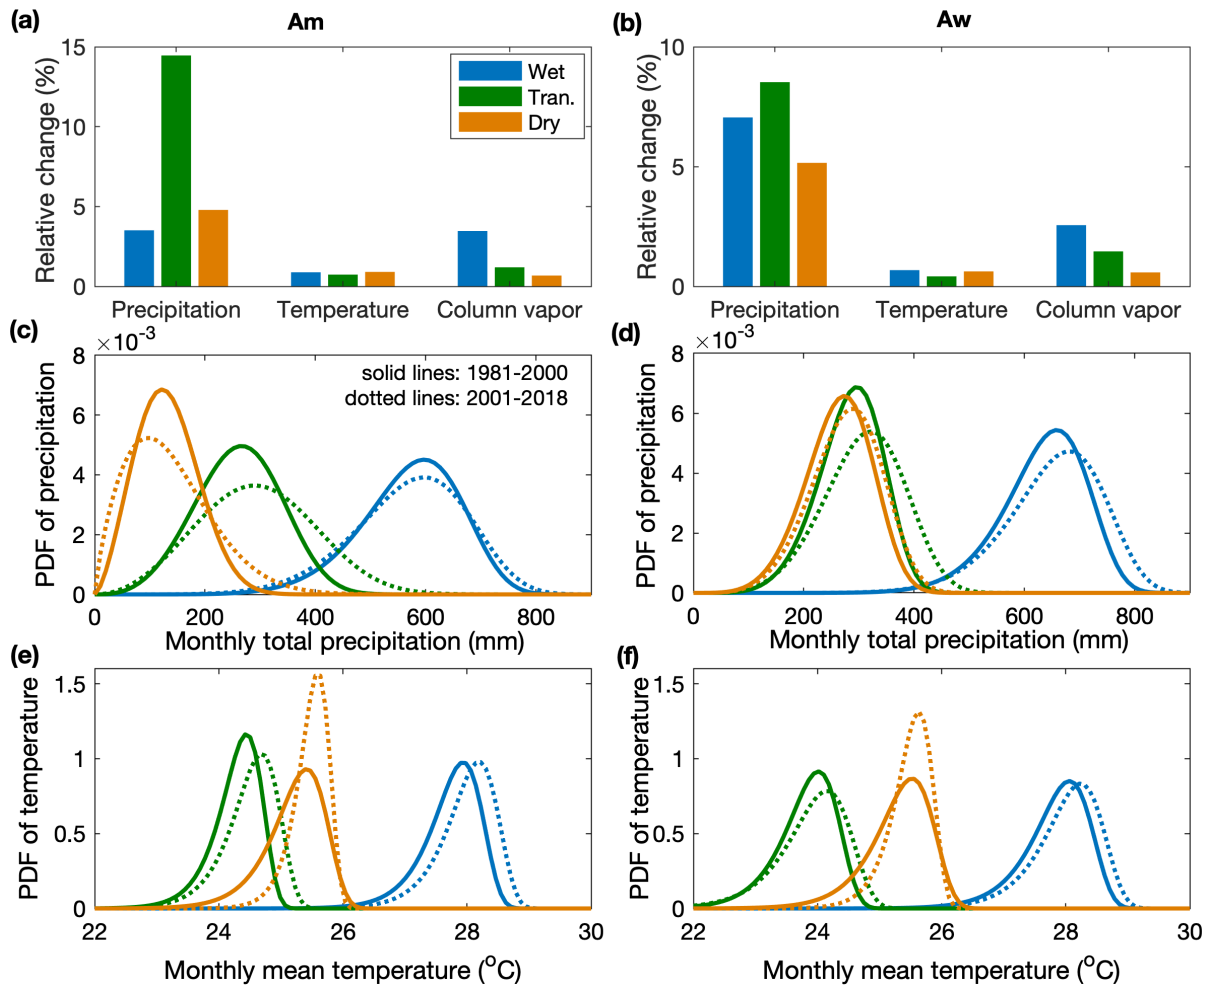 (a) Am
Relative change (%)
15
10
5
0
Wet
Tran.
Dry
Precipitation Temperature Column vapor
(b) Aw
Relative change (%)
10
5
0
Precipitation Temperature Column vapor
(c) ×10-3
PDF of precipitation
8
6
4
2
0
solid lines: 1981-2000
dotted lines: 2001-2018
0 200 400 600 800
Monthly total precipitation (mm)
(d) ×10-3
PDF of precipitation
8
6
4
2
0
0 200 400 600 800
Monthly total precipitation (mm)
(e)
PDF of temperature
1.5
1
0.5
0
22 24 26 28 30
Monthly mean temperature (oC)
(f)
PDF of temperature
1.5
1
0.5
0
22 24 26 28 30
Monthly mean temperature (oC)